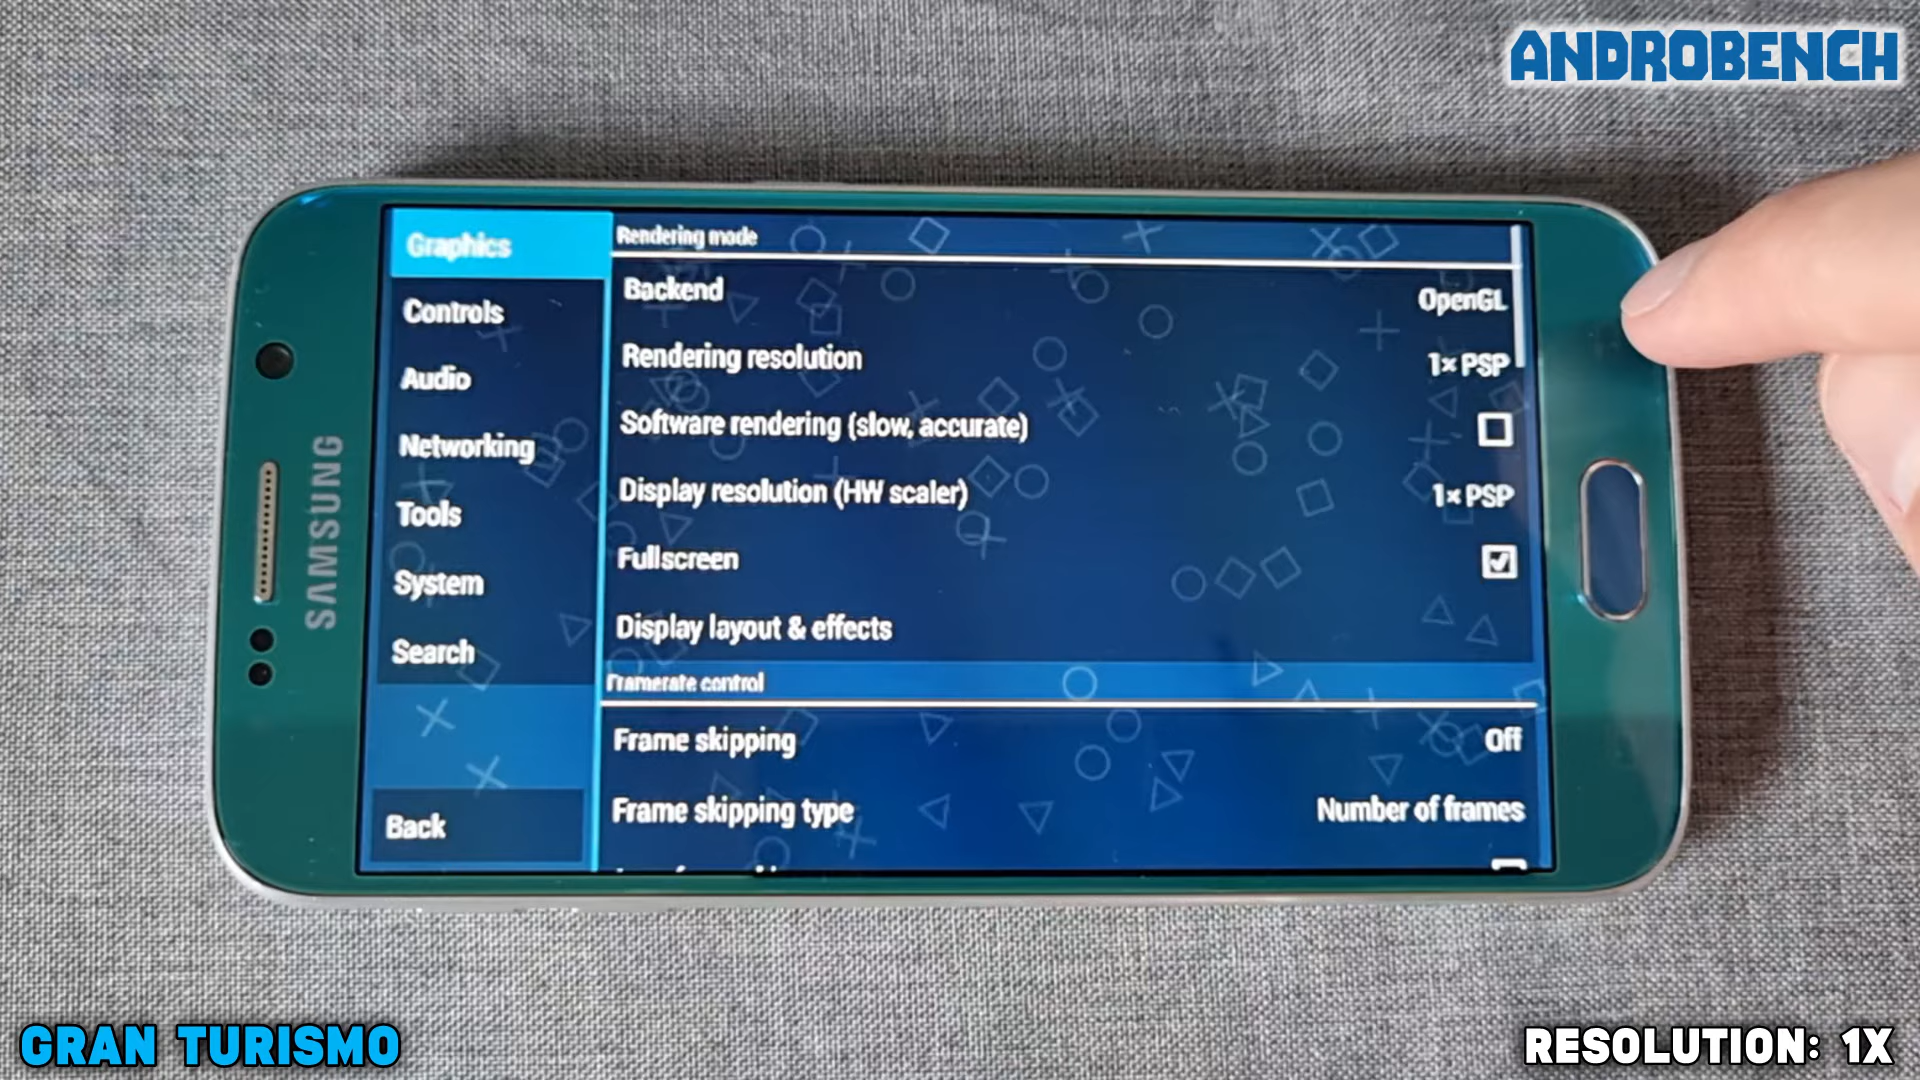 ANDROBENCH
SAMSUNG
Graphics
Controls
Audio
Networking
Tools
System
Search
Back
Rendering mode
Backend OpenGL
Rendering resolution 1× PSP
Software rendering (slow, accurate)
Display resolution (HW scaler) 1× PSP
Fullscreen
Display layout & effects
Framerate control
Frame skipping Off
Frame skipping type Number of frames
GRAN TURISMO
RESOLUTION: 1X